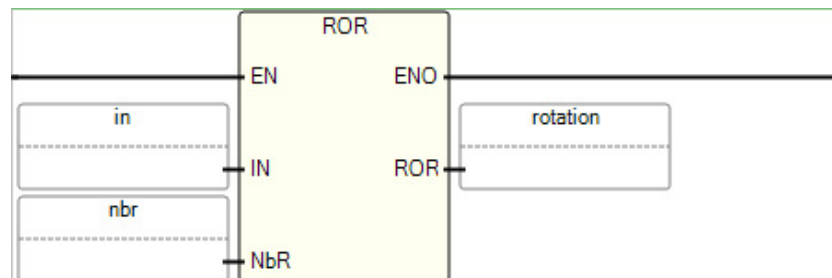 ROR
EN ENO
in rotation
IN ROR
nbr
NbR